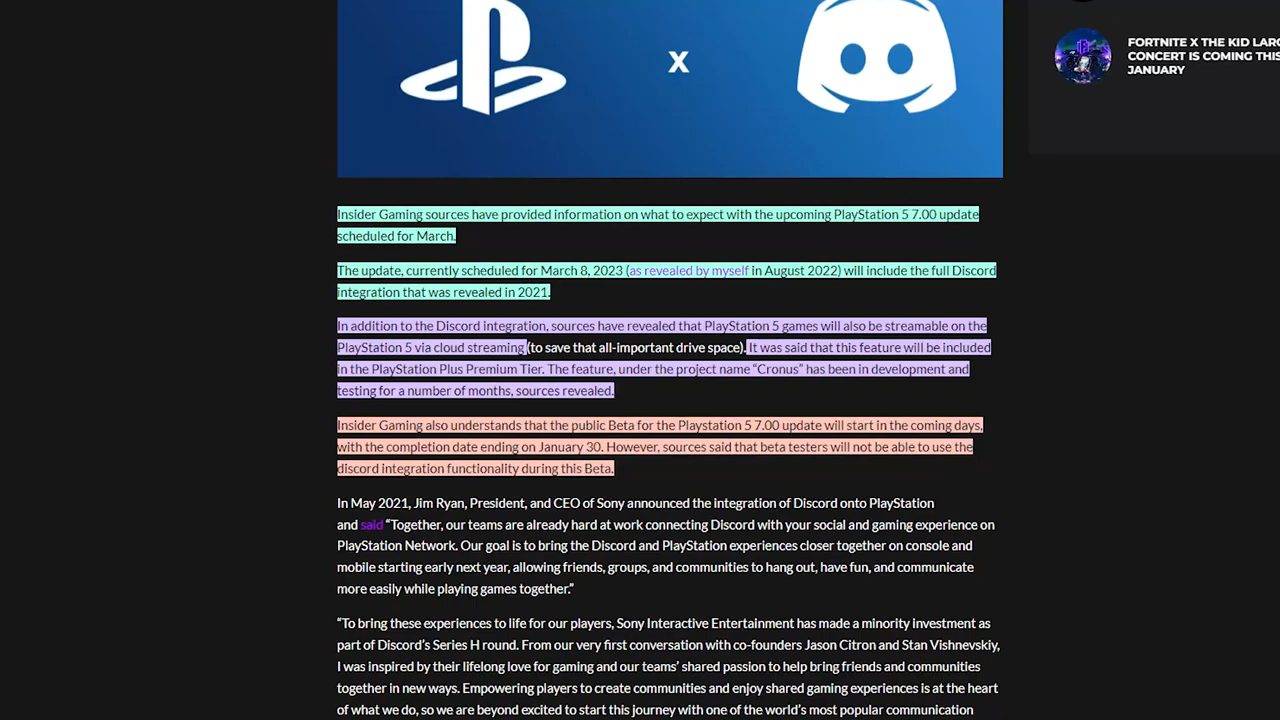 X
FORTNITE X THE KID LARO
CONCERT IS COMING THIS
JANUARY
Insider Gaming sources have provided information on what to expect with the upcoming PlayStation 5 7.00 update
scheduled for March.
The update, currently scheduled for March 8, 2023 (as revealed by myself in August 2022) will include the full Discord
integration that was revealed in 2021.
In addition to the Discord integration, sources have revealed that PlayStation 5 games will also be streamable on the
PlayStation 5 via cloud streaming (to save that all-important drive space). It was said that this feature will be included
in the PlayStation Plus Premium Tier. The feature, under the project name “Cronus” has been in development and
testing for a number of months, sources revealed.
Insider Gaming also understands that the public Beta for the Playstation 5 7.00 update will start in the coming days,
with the completion date ending on January 30. However, sources said that beta testers will not be able to use the
discord integration functionality during this Beta.
In May 2021, Jim Ryan, President, and CEO of Sony announced the integration of Discord onto PlayStation
and said “Together, our teams are already hard at work connecting Discord with your social and gaming experience on
PlayStation Network. Our goal is to bring the Discord and PlayStation experiences closer together on console and
mobile starting early next year, allowing friends, groups, and communities to hang out, have fun, and communicate
more easily while playing games together.”
“To bring these experiences to life for our players, Sony Interactive Entertainment has made a minority investment as
part of Discord’s Series H round. From our very first conversation with co-founders Jason Citron and Stan Vishnevskiy,
I was inspired by their lifelong love for gaming and our teams’ shared passion to help bring friends and communities
together in new ways. Empowering players to create communities and enjoy shared gaming experiences is at the heart
of what we do, so we are beyond excited to start this journey with one of the world’s most popular communication